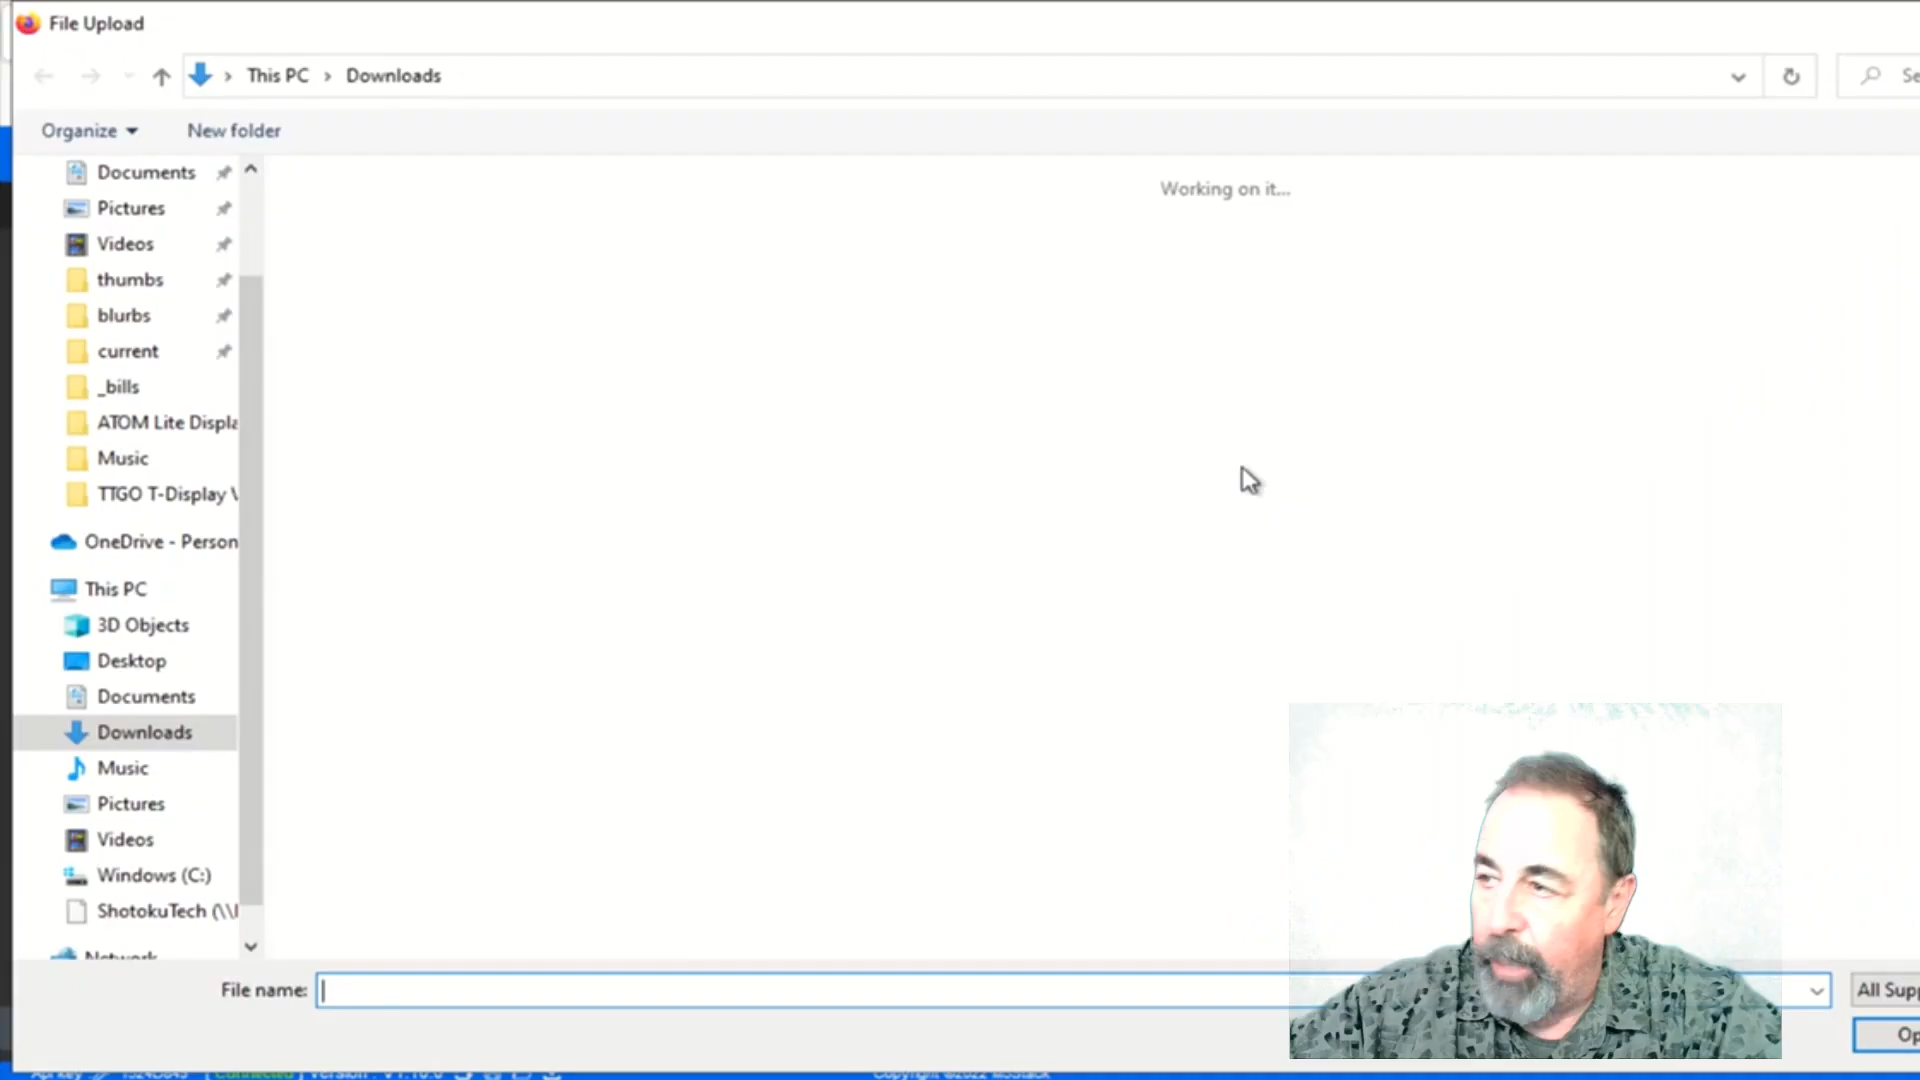 File Upload
This PC > Downloads
Organize
New folder
Documents
Working on it...
Pictures
Videos
thumbs
blurbs
current
_bills
ATOM Lite Displa
Music
TTGO T-Display
OneDrive - Person
This PC
3D Objects
Desktop
Documents
Downloads
Music
Pictures
Videos
Windows (C:)
ShotokuTech (\\
Network
File name:
All Supp
Op